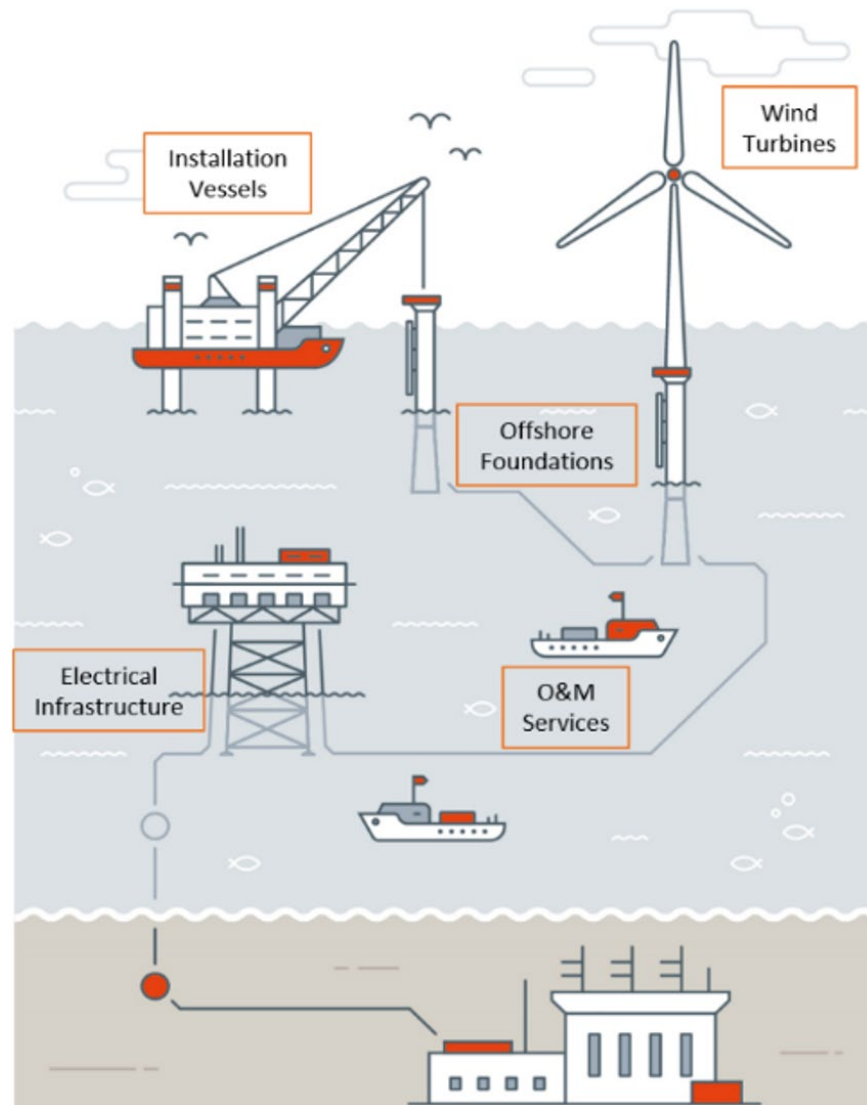 Wind
Turbines
Installation
Vessels
Offshore
Foundations
Electrical
Infrastructure
O&M
Services